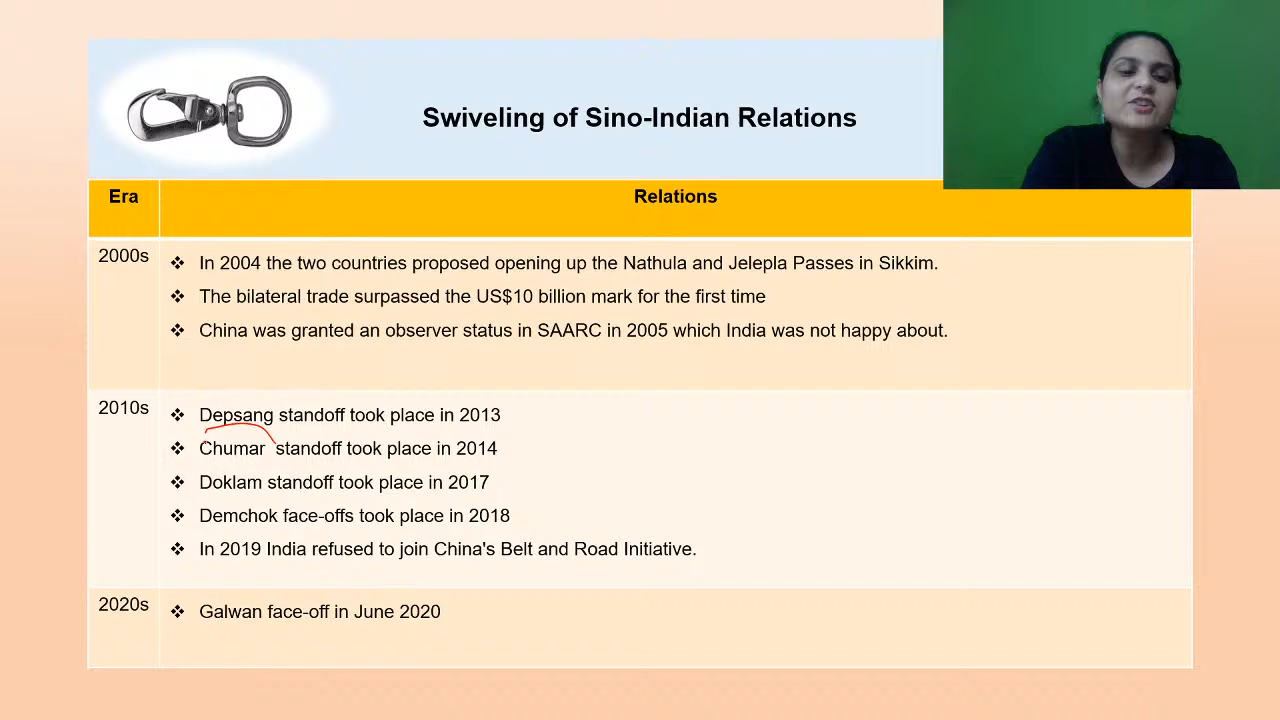 Swiveling of Sino-Indian Relations
Era
Relations
2000s
❖ In 2004 the two countries proposed opening up the Nathula and Jelepla Passes in Sikkim.
❖ The bilateral trade surpassed the US$10 billion mark for the first time
❖ China was granted an observer status in SAARC in 2005 which India was not happy about.
2010s
❖ Depsang standoff took place in 2013
❖ Chumar standoff took place in 2014
❖ Doklam standoff took place in 2017
❖ Demchok face-offs took place in 2018
❖ In 2019 India refused to join China's Belt and Road Initiative.
2020s
❖ Galwan face-off in June 2020